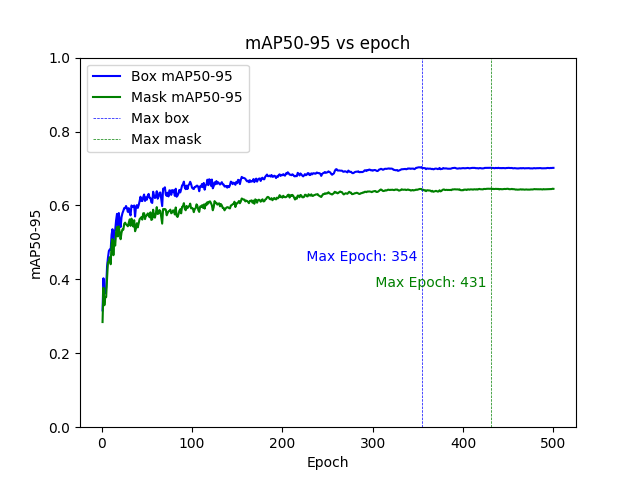 mAP50-95 vs epoch
1.0
0.8
0.6
0.4
0.2
0.0
mAP50-95
Box mAP50-95
Mask mAP50-95
Max box
Max mask
Max Epoch: 354
Max Epoch: 431
0 100 200 300 400 500
Epoch